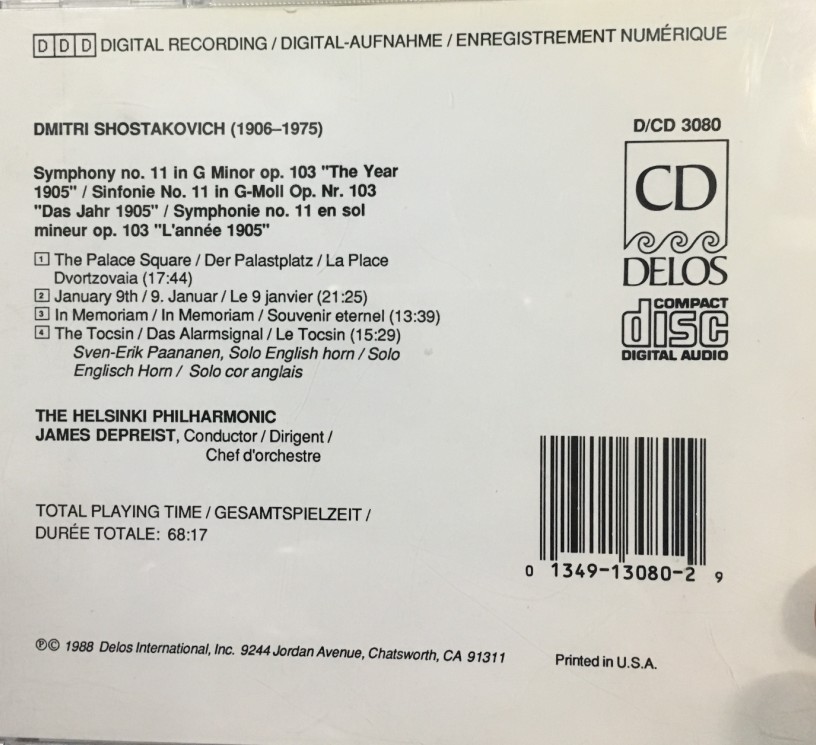 DDD DIGITAL RECORDING / DIGITAL-AUFNAHME / ENREGISTREMENT NUMÉRIQUE
DMITRI SHOSTAKOVICH (1906–1975)
Symphony no. 11 in G Minor op. 103 "The Year
1905" / Sinfonie No. 11 in G-Moll Op. Nr. 103
"Das Jahr 1905" / Symphonie no. 11 en sol
mineur op. 103 "L'année 1905"
1 The Palace Square / Der Palastplatz / La Place
Dvortzovaia (17:44)
2 January 9th / 9. Januar / Le 9 janvier (21:25)
3 In Memoriam / In Memoriam / Souvenir eternel (13:39)
4 The Tocsin / Das Alarmsignal / Le Tocsin (15:29)
Sven-Erik Paananen, Solo English horn / Solo
Englisch Horn / Solo cor anglais
THE HELSINKI PHILHARMONIC
JAMES DEPREIST, Conductor / Dirigent /
Chef d'orchestre
TOTAL PLAYING TIME / GESAMTSPIELZEIT /
DURÉE TOTALE: 68:17
D/CD 3080
CD
DELOS
COMPACT
disc
DIGITAL AUDIO
0 1349-13080-2 9
℗© 1988 Delos International, Inc. 9244 Jordan Avenue, Chatsworth, CA 91311
Printed in U.S.A.